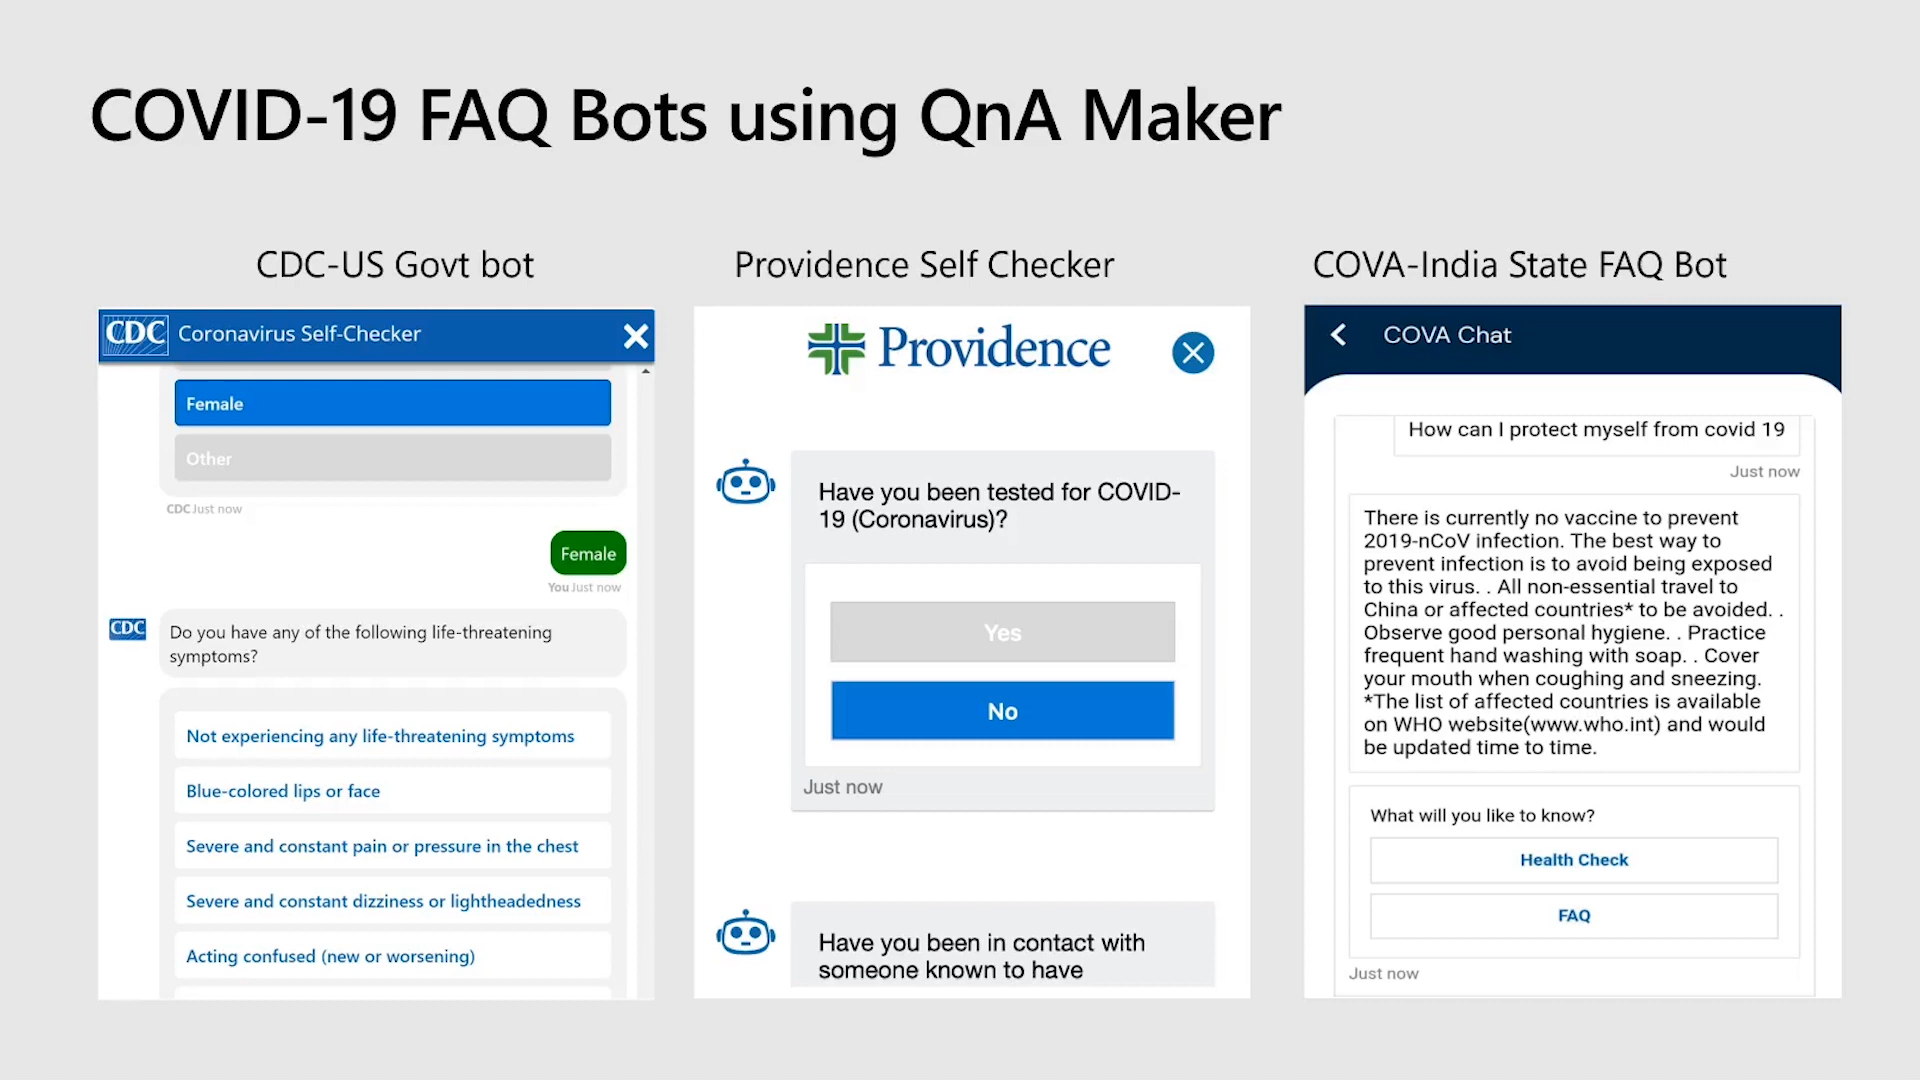 COVID-19 FAQ Bots using QnA Maker
CDC-US Govt bot
CDC Coronavirus Self-Checker
Female
Other
CDC Just now
Female
You Just now
CDC
Do you have any of the following life-threatening
symptoms?
Not experiencing any life-threatening symptoms
Blue-colored lips or face
Severe and constant pain or pressure in the chest
Severe and constant dizziness or lightheadedness
Acting confused (new or worsening)
Providence Self Checker
Providence
Have you been tested for COVID-
19 (Coronavirus)?
Yes
No
Just now
Have you been in contact with
someone known to have
COVA-India State FAQ Bot
COVA Chat
How can I protect myself from covid 19
Just now
There is currently no vaccine to prevent
2019-nCoV infection. The best way to
prevent infection is to avoid being exposed
to this virus. . All non-essential travel to
China or affected countries* to be avoided. .
Observe good personal hygiene. . Practice
frequent hand washing with soap. . Cover
your mouth when coughing and sneezing.
*The list of affected countries is available
on WHO website(www.who.int) and would
be updated time to time.
What will you like to know?
Health Check
FAQ
Just now